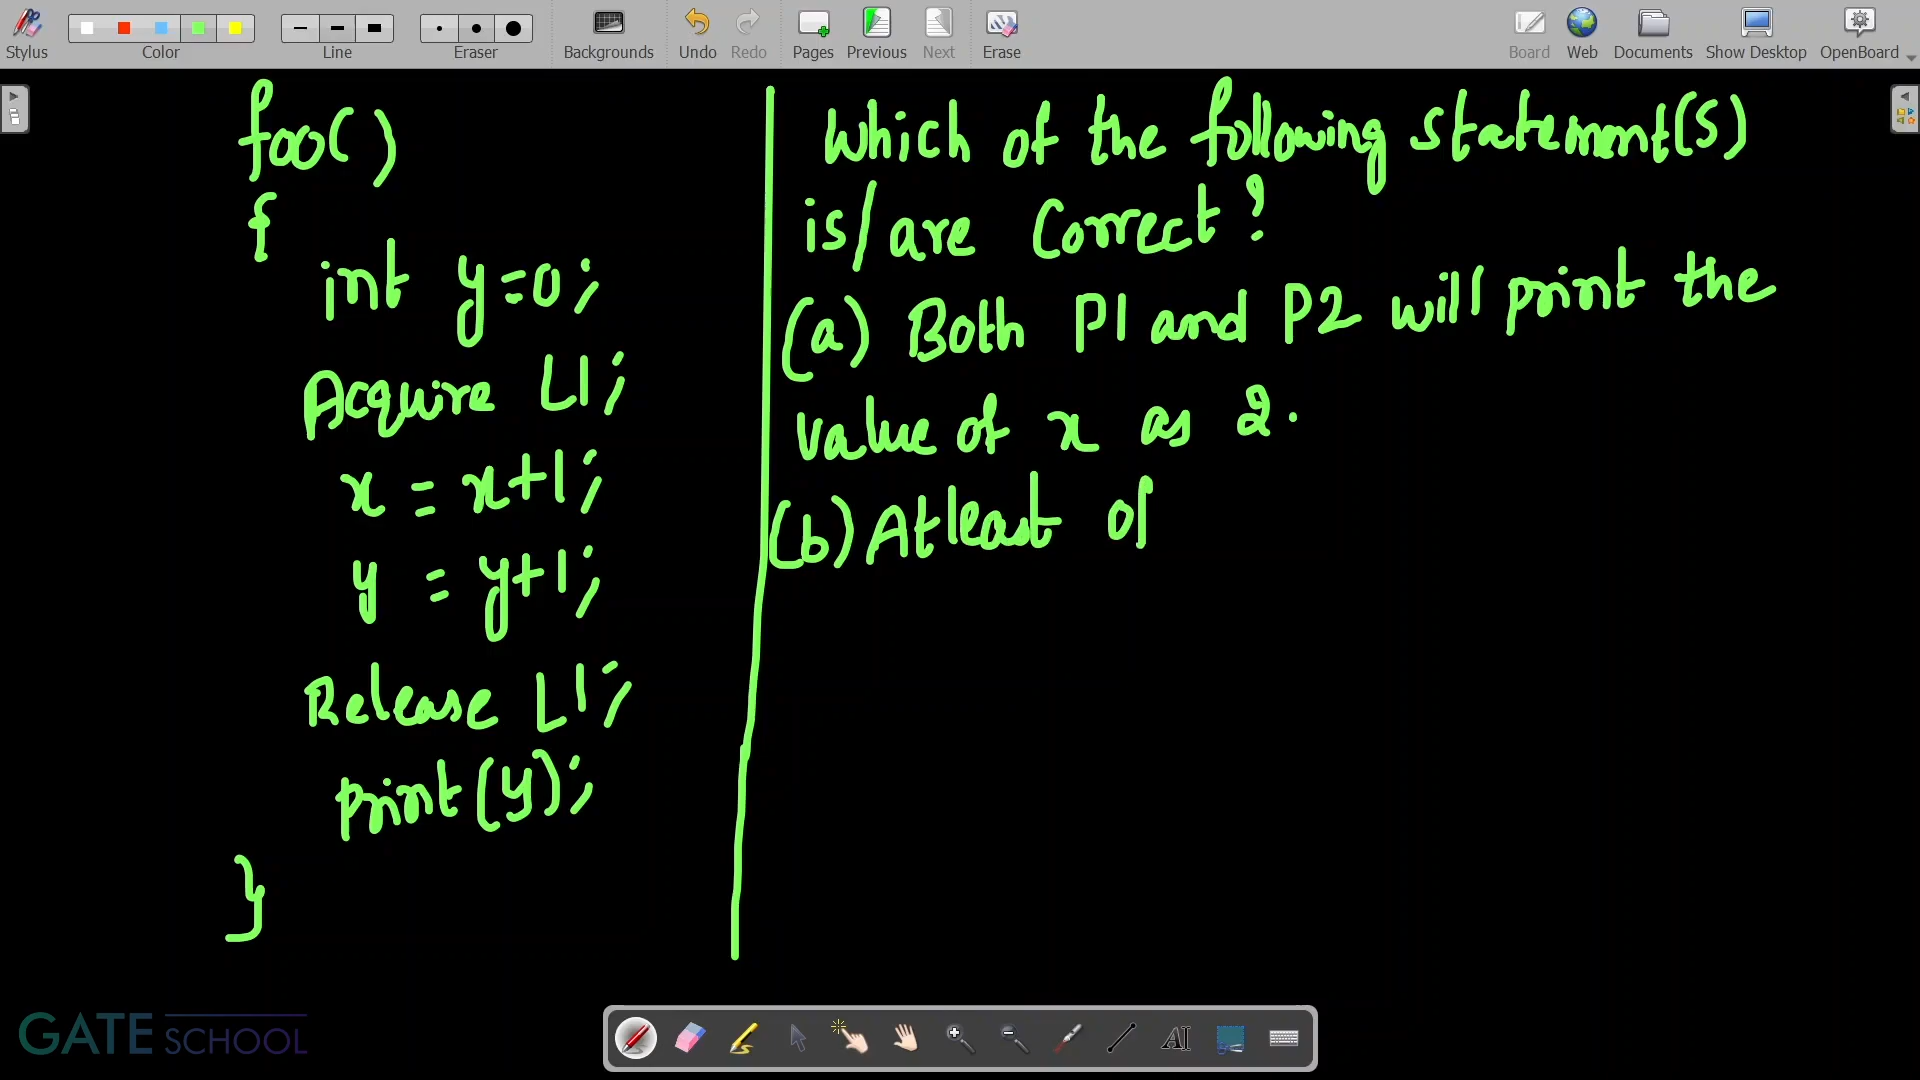 Stylus
Color
Line
Eraser
Backgrounds
Undo
Redo
Pages
Previous
Next
Erase
Board
Web
Documents
Show Desktop
OpenBoard
foo()
{
int y=0;
Acquire L1;
x = x+1;
y = y+1;
Release L1;
print(y);
}
Which of the following statement(s)
is/are Correct?
(a) Both P1 and P2 will print the
value of x as 2.
(b) Atleast of
GATE SCHOOL
AI